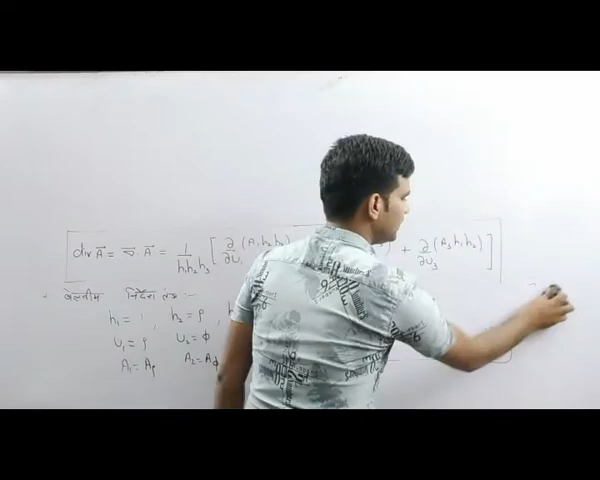 div A⃗ = ∇⃗ . A⃗ = 1/h₁h₂h₃ [ ∂/∂u₁ (A₁h₂h₃) + ∂/∂u₃ (A₃h₁h₂) ]
बेलनीय निर्देश तंत्र :-
h₁ = 1 h₂ = ρ
u₁ = ρ u₂ = ϕ
A₁ = Aρ A₂ = Aϕ